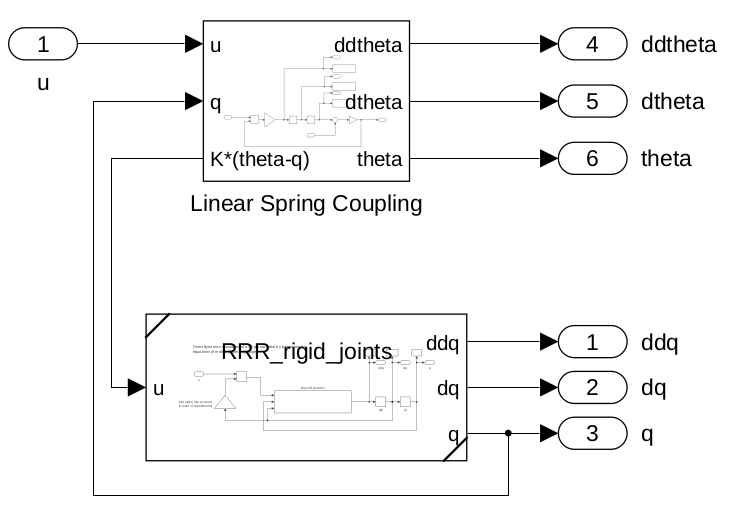 1
u
u
q
K*(theta-q)
ddtheta
dtheta
theta
4
ddtheta
5
dtheta
6
theta
Linear Spring Coupling
RRR_rigid_joints
u
ddq
dq
q
1
ddq
2
dq
3
q